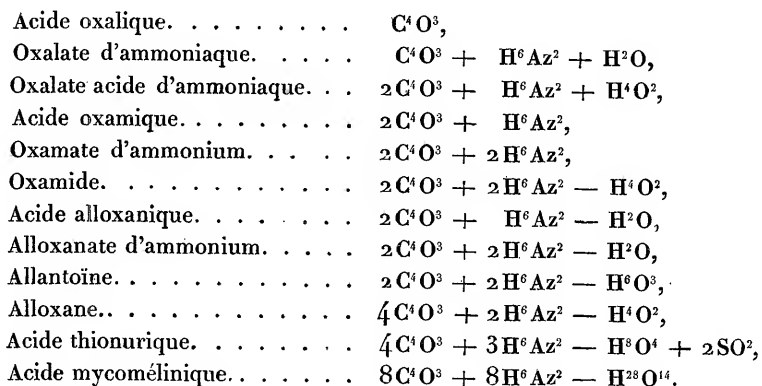 Acide oxalique. . . . . . . . . C⁴O³,
Oxalate d'ammoniaque. . . . . C⁴O³ + H⁶Az² + H²O,
Oxalate acide d'ammoniaque. . . 2C⁴O³ + H⁶Az² + H⁴O²,
Acide oxamique. . . . . . . . . 2C⁴O³ + H⁶Az²,
Oxamate d'ammonium. . . . . 2C⁴O³ + 2H⁶Az²,
Oxamide. . . . . . . . . . . . 2C⁴O³ + 2H⁶Az² — H⁴O²,
Acide alloxanique. . . . . . . . 2C⁴O³ + H⁶Az² — H²O,
Alloxanate d'ammonium. . . . . 2C⁴O³ + 2H⁶Az² — H²O,
Allantoïne. . . . . . . . . . . . 2C⁴O³ + 2H⁶Az² — H⁶O³,
Alloxane.. . . . . . . . . . . . 4C⁴O³ + 2H⁶Az² — H⁴O²,
Acide thionurique. . . . . . . . 4C⁴O³ + 3H⁶Az² — H⁸O⁴ + 2SO²,
Acide mycomélinique.. . . . . . 8C⁴O³ + 8H⁶Az² — H²⁸O¹⁴.